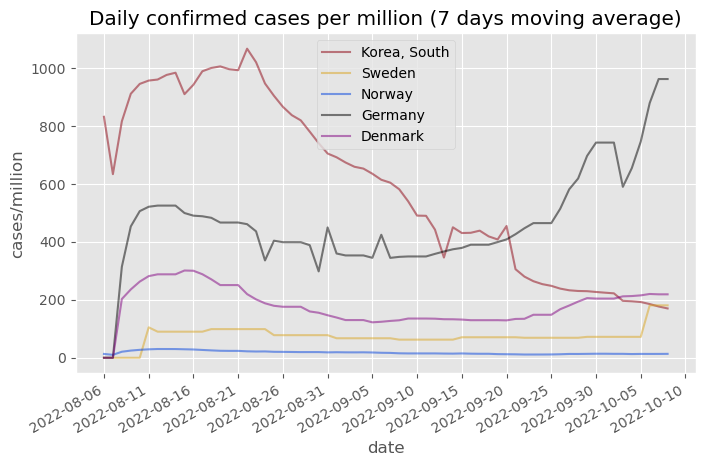 Daily confirmed cases per million (7 days moving average)
Korea, South
Sweden
Norway
Germany
Denmark
cases/million
1000
800
600
400
200
0
2022-08-06
2022-08-11
2022-08-16
2022-08-21
2022-08-26
2022-08-31
2022-09-05
2022-09-10
2022-09-15
2022-09-20
2022-09-25
2022-09-30
2022-10-05
2022-10-10
date